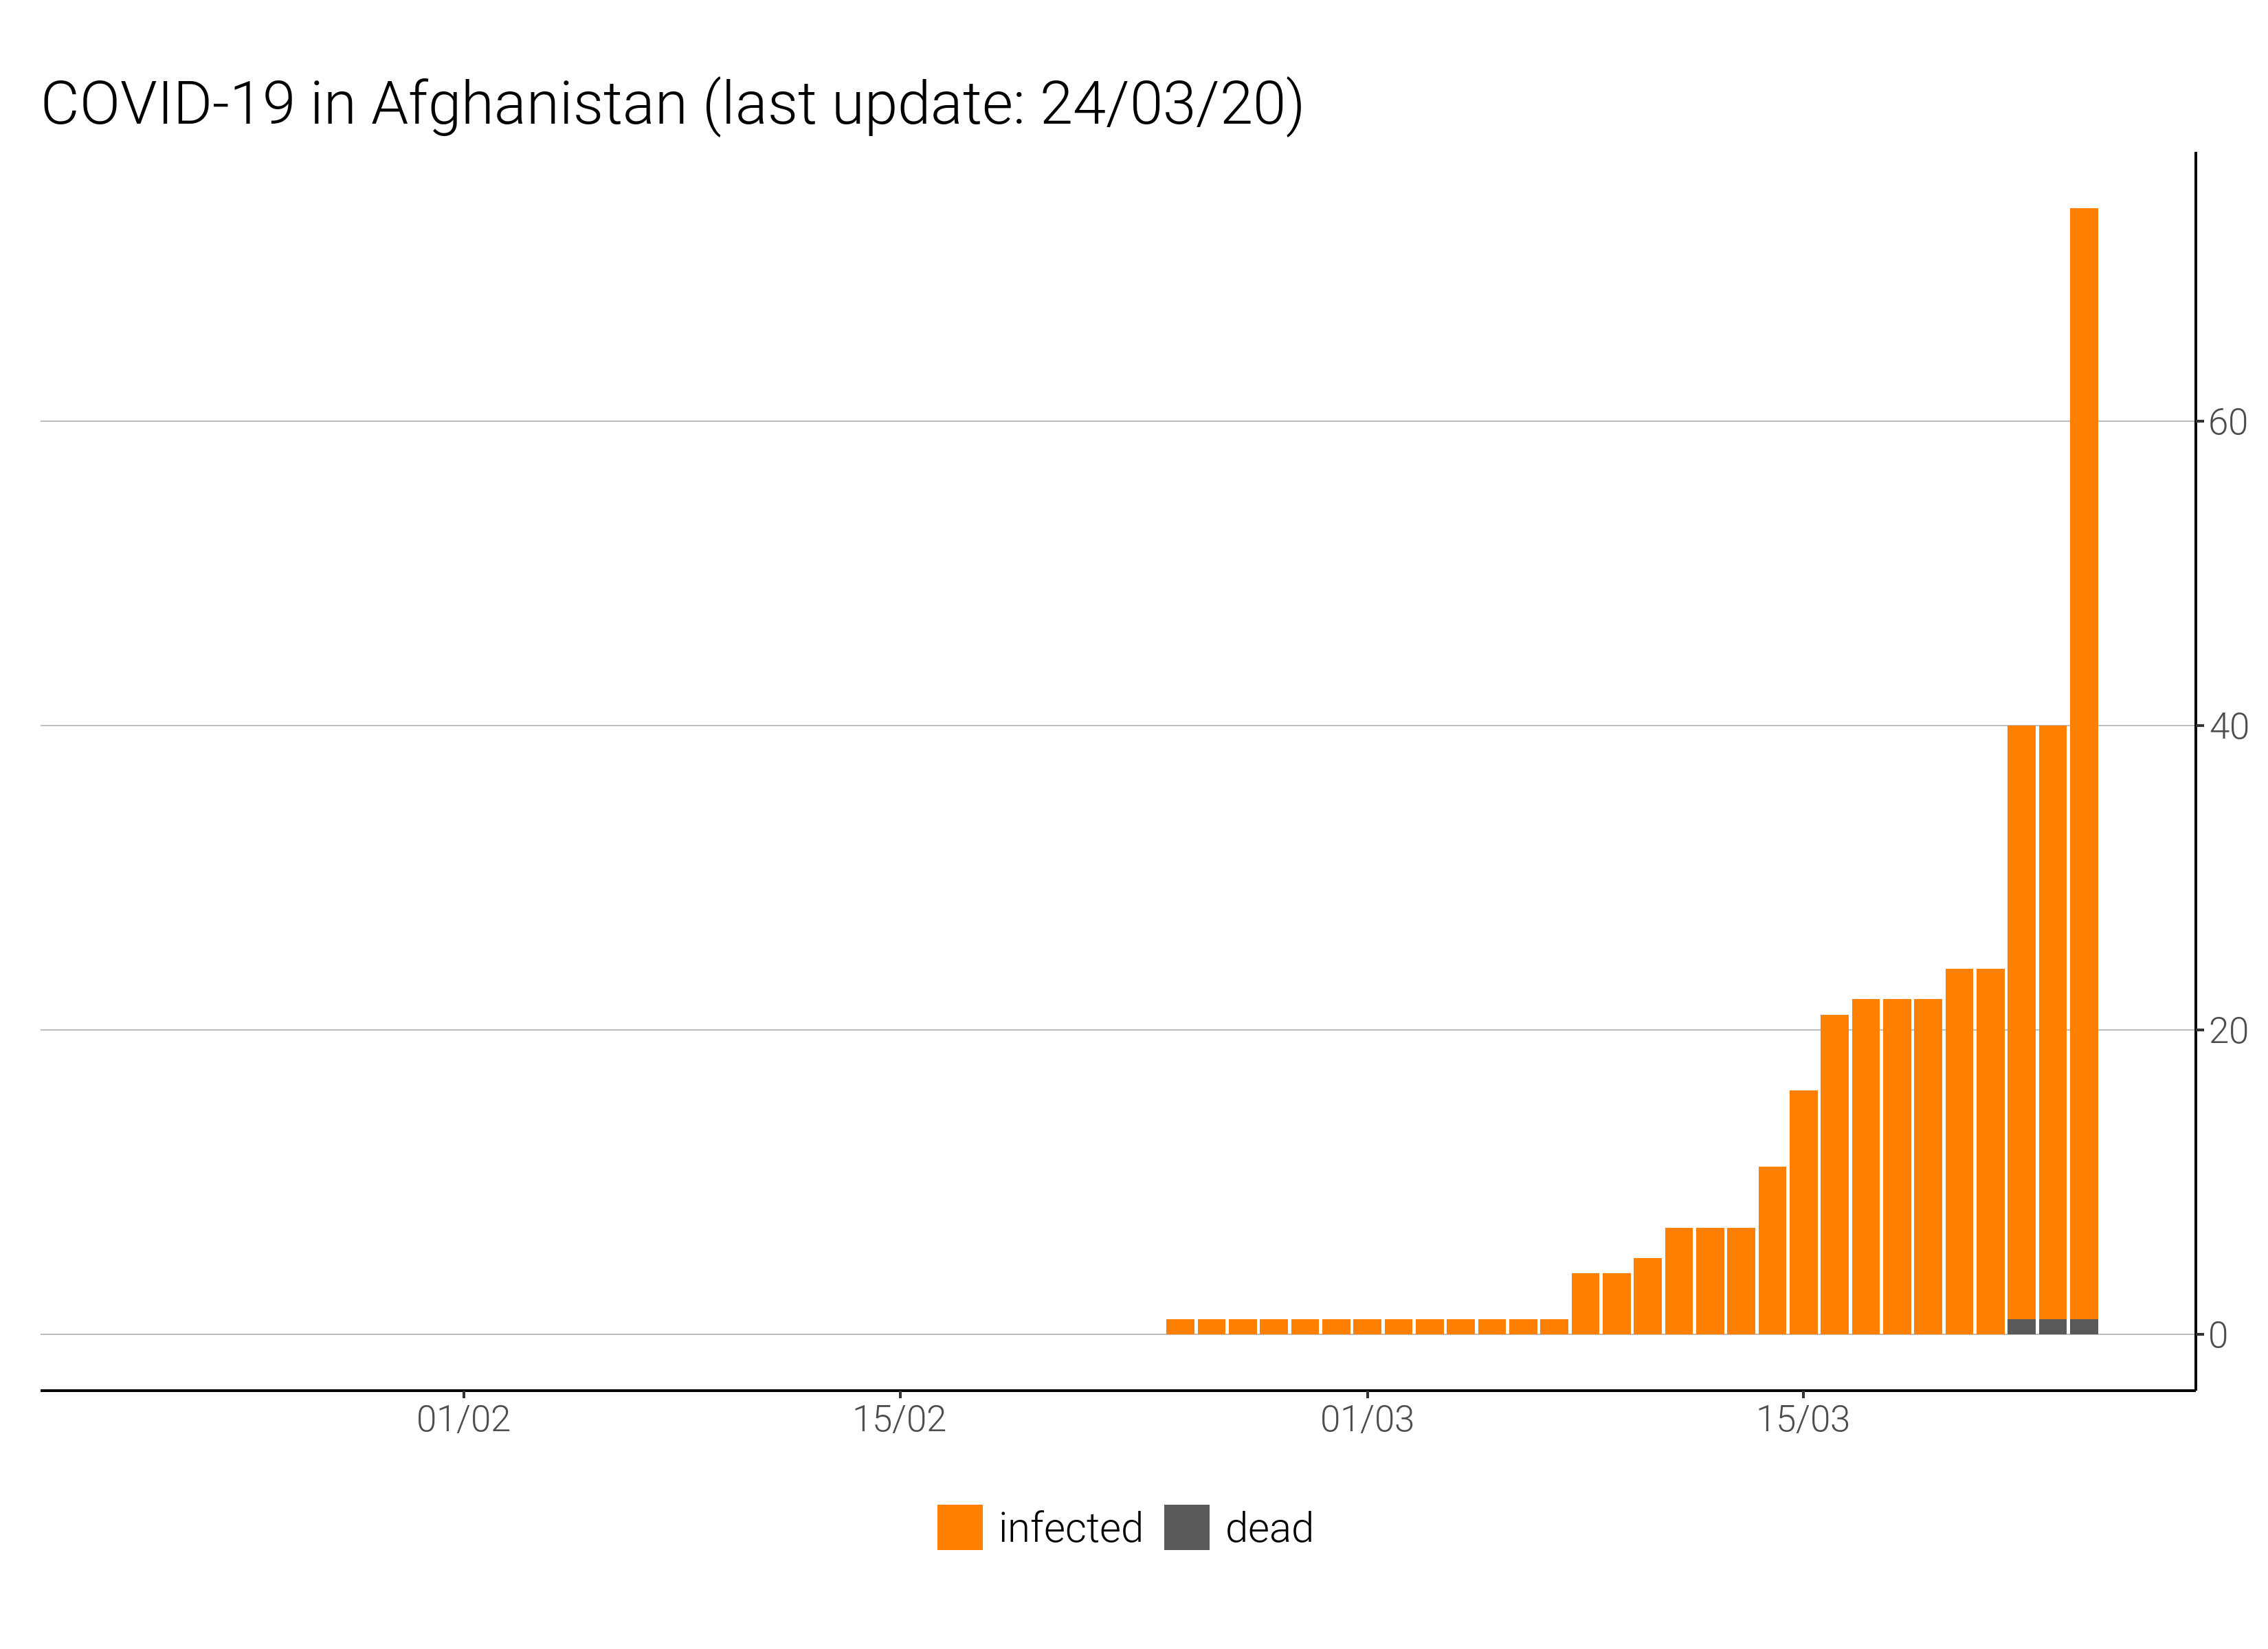 COVID-19 in Afghanistan (last update: 24/03/20)
60
40
20
0
01/02 15/02 01/03 15/03
infected dead